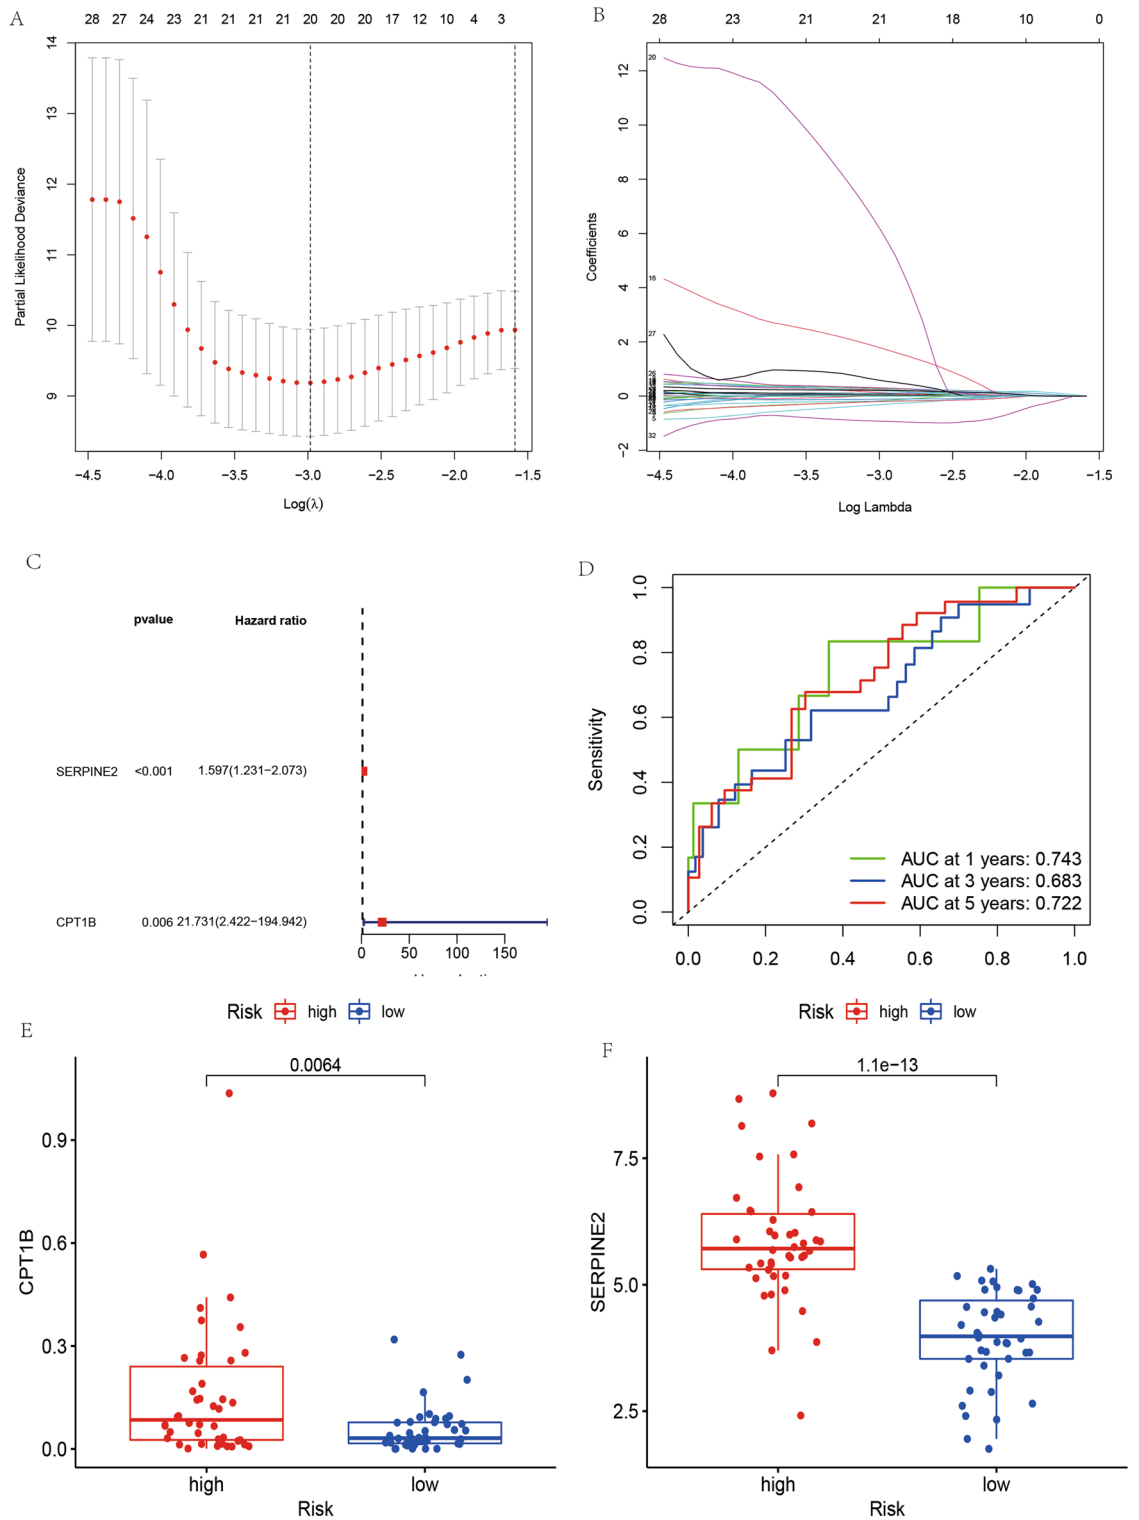 A
28 27 24 23 21 21 21 21 20 20 20 17 12 10 4 3
14
13
12
11
10
9
Partial Likelihood Deviance
−4.5 −4.0 −3.5 −3.0 −2.5 −2.0 −1.5
Log(λ)
B
28 23 21 21 18 10 0
12
10
8
6
4
2
0
−2
Coefficients
20
16
27
26
5
32
−4.5 −4.0 −3.5 −3.0 −2.5 −2.0 −1.5
Log Lambda
C
pvalue Hazard ratio
SERPINE2 <0.001 1.597(1.231−2.073)
CPT1B 0.006 21.731(2.422−194.942)
0 50 100 150
D
1.0
0.8
0.6
0.4
0.2
0.0
Sensitivity
AUC at 1 years: 0.743
AUC at 3 years: 0.683
AUC at 5 years: 0.722
0.0 0.2 0.4 0.6 0.8 1.0
E
Risk high low
0.0064
0.9
0.6
0.3
0.0
CPT1B
high low
Risk
F
Risk high low
1.1e−13
7.5
5.0
2.5
SERPINE2
high low
Risk